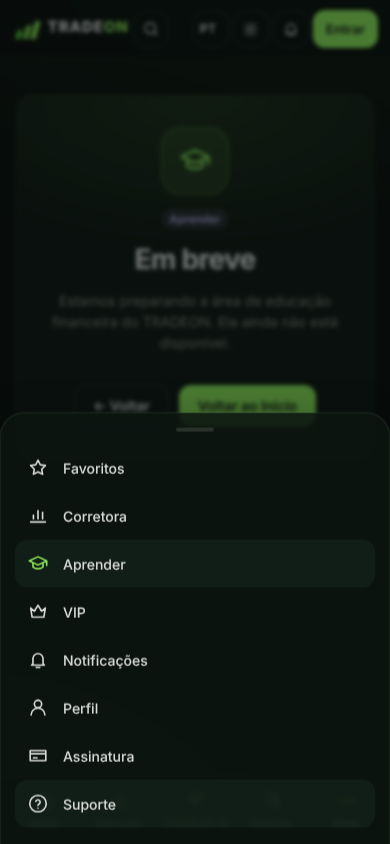 TRADEON
PT
Entrar
Aprender
Em breve
Estamos preparando a área de educação
financeira do TRADEON. Ela ainda não está
disponível.
← Voltar
Voltar ao Início
Favoritos
Corretora
Aprender
VIP
Notificações
Perfil
Assinatura
Suporte